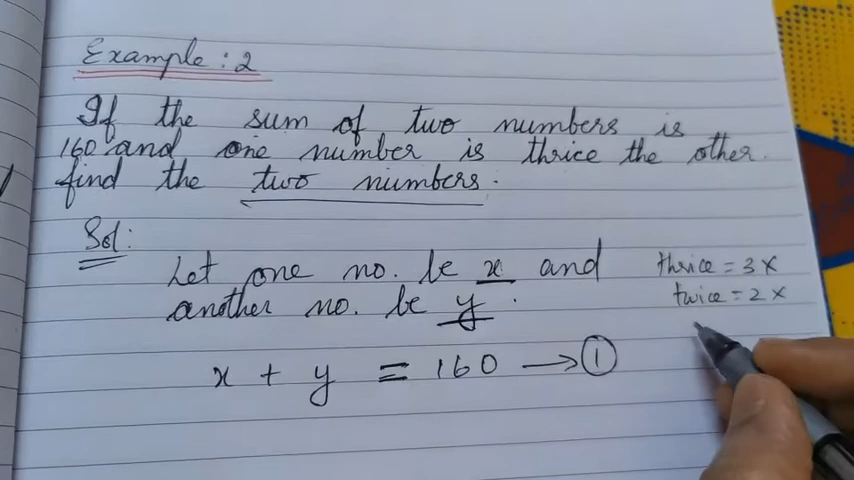 Example : 2
If the sum of two numbers is
160 and one number is thrice the other.
find the two numbers.
Sol:
Let one no. be x and
another no. be y.
thrice = 3x
twice = 2x
x + y = 160 → ①